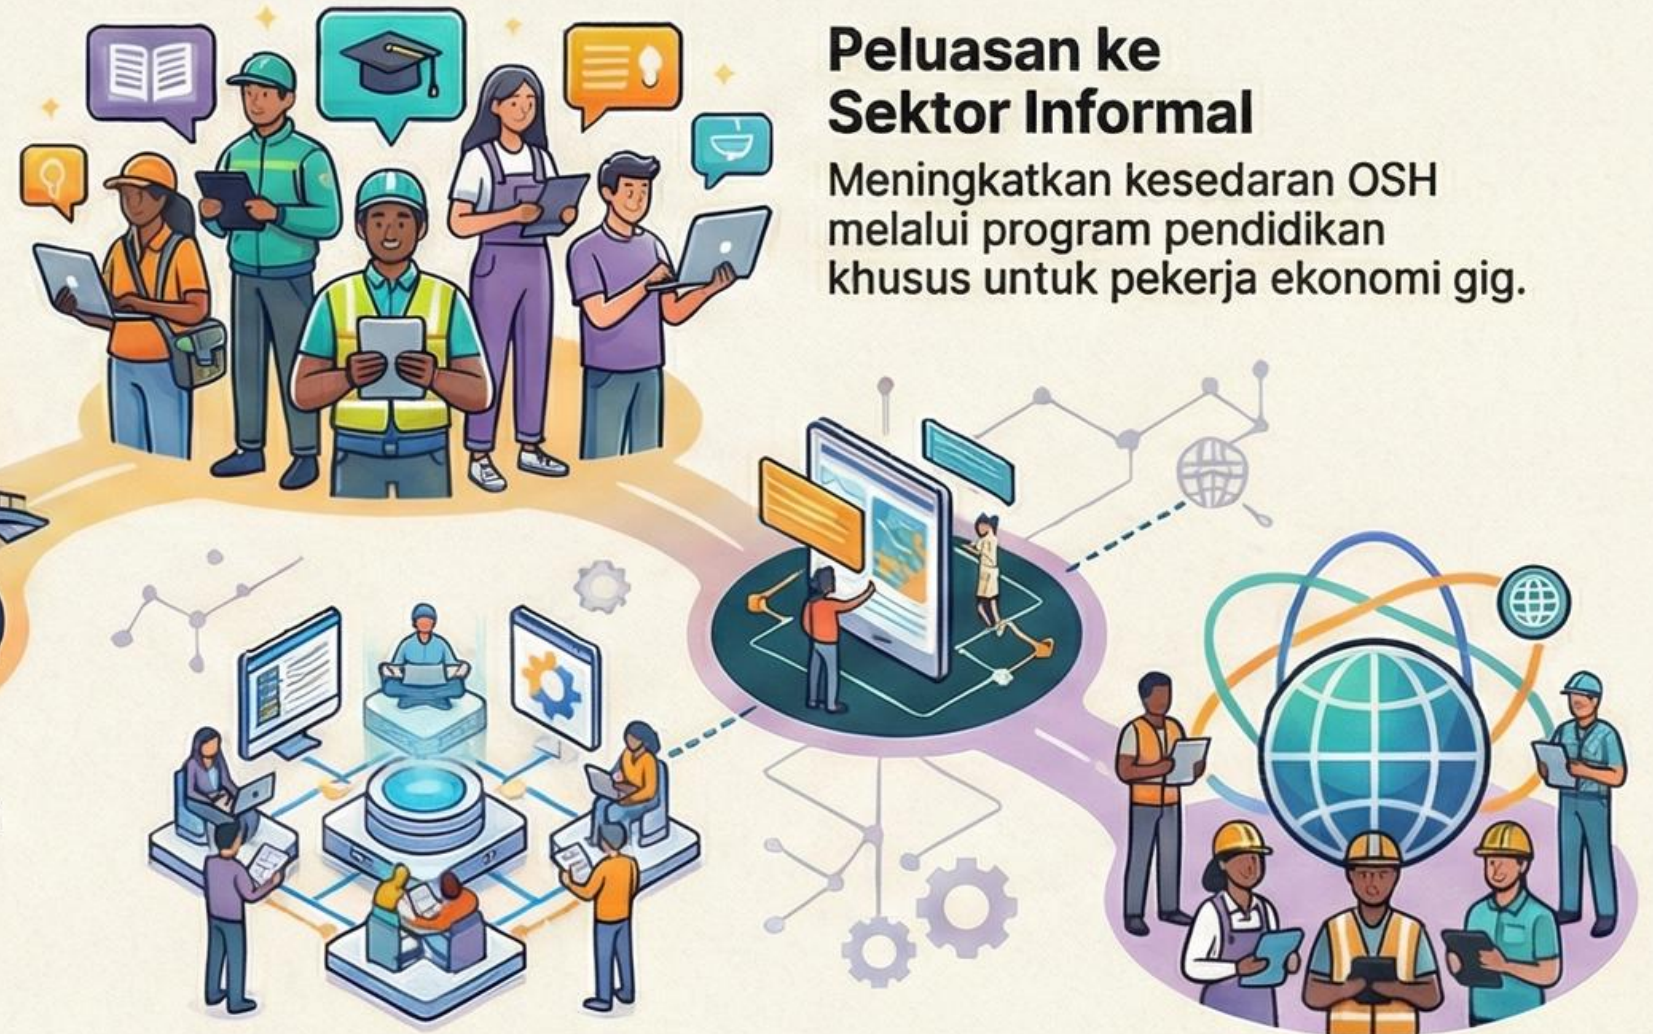 Peluasan ke
Sektor Informal
Meningkatkan kesedaran OSH
melalui program pendidikan
khusus untuk pekerja ekonomi gig.